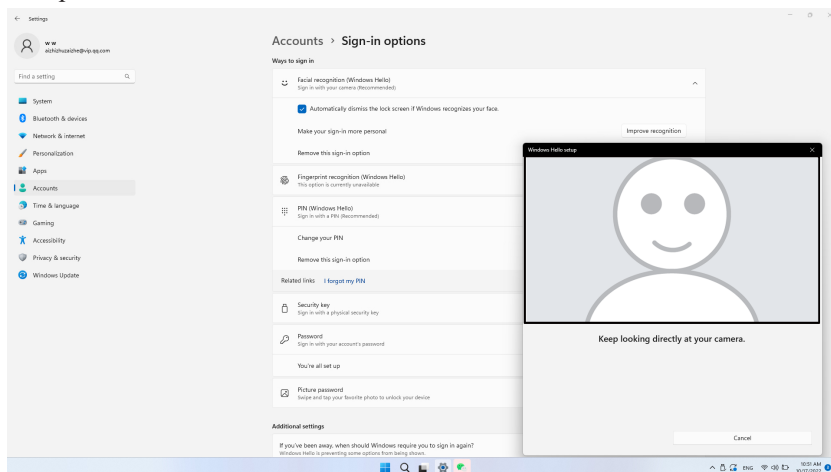 Settings
w w
aizhizhuzaizhe@vip.qq.com
Find a setting
System
Bluetooth & devices
Network & internet
Personalization
Apps
Accounts
Time & language
Gaming
Accessibility
Privacy & security
Windows Update
Accounts > Sign-in options
Ways to sign in
Facial recognition (Windows Hello)
Sign in with your camera (Recommended)
Automatically dismiss the lock screen if Windows recognizes your face.
Make your sign-in more personal
Improve recognition
Remove this sign-in option
Fingerprint recognition (Windows Hello)
This option is currently unavailable
PIN (Windows Hello)
Sign in with a PIN (Recommended)
Change your PIN
Remove this sign-in option
Related links I forgot my PIN
Security key
Sign in with a physical security key
Password
Sign in with your account's password
You're all set up
Picture password
Swipe and tap your favorite photo to unlock your device
Additional settings
If you've been away, when should Windows require you to sign in again?
Windows Hello is preventing some options from being shown.
Windows Hello setup
Keep looking directly at your camera.
Cancel
ENG
10:51 AM